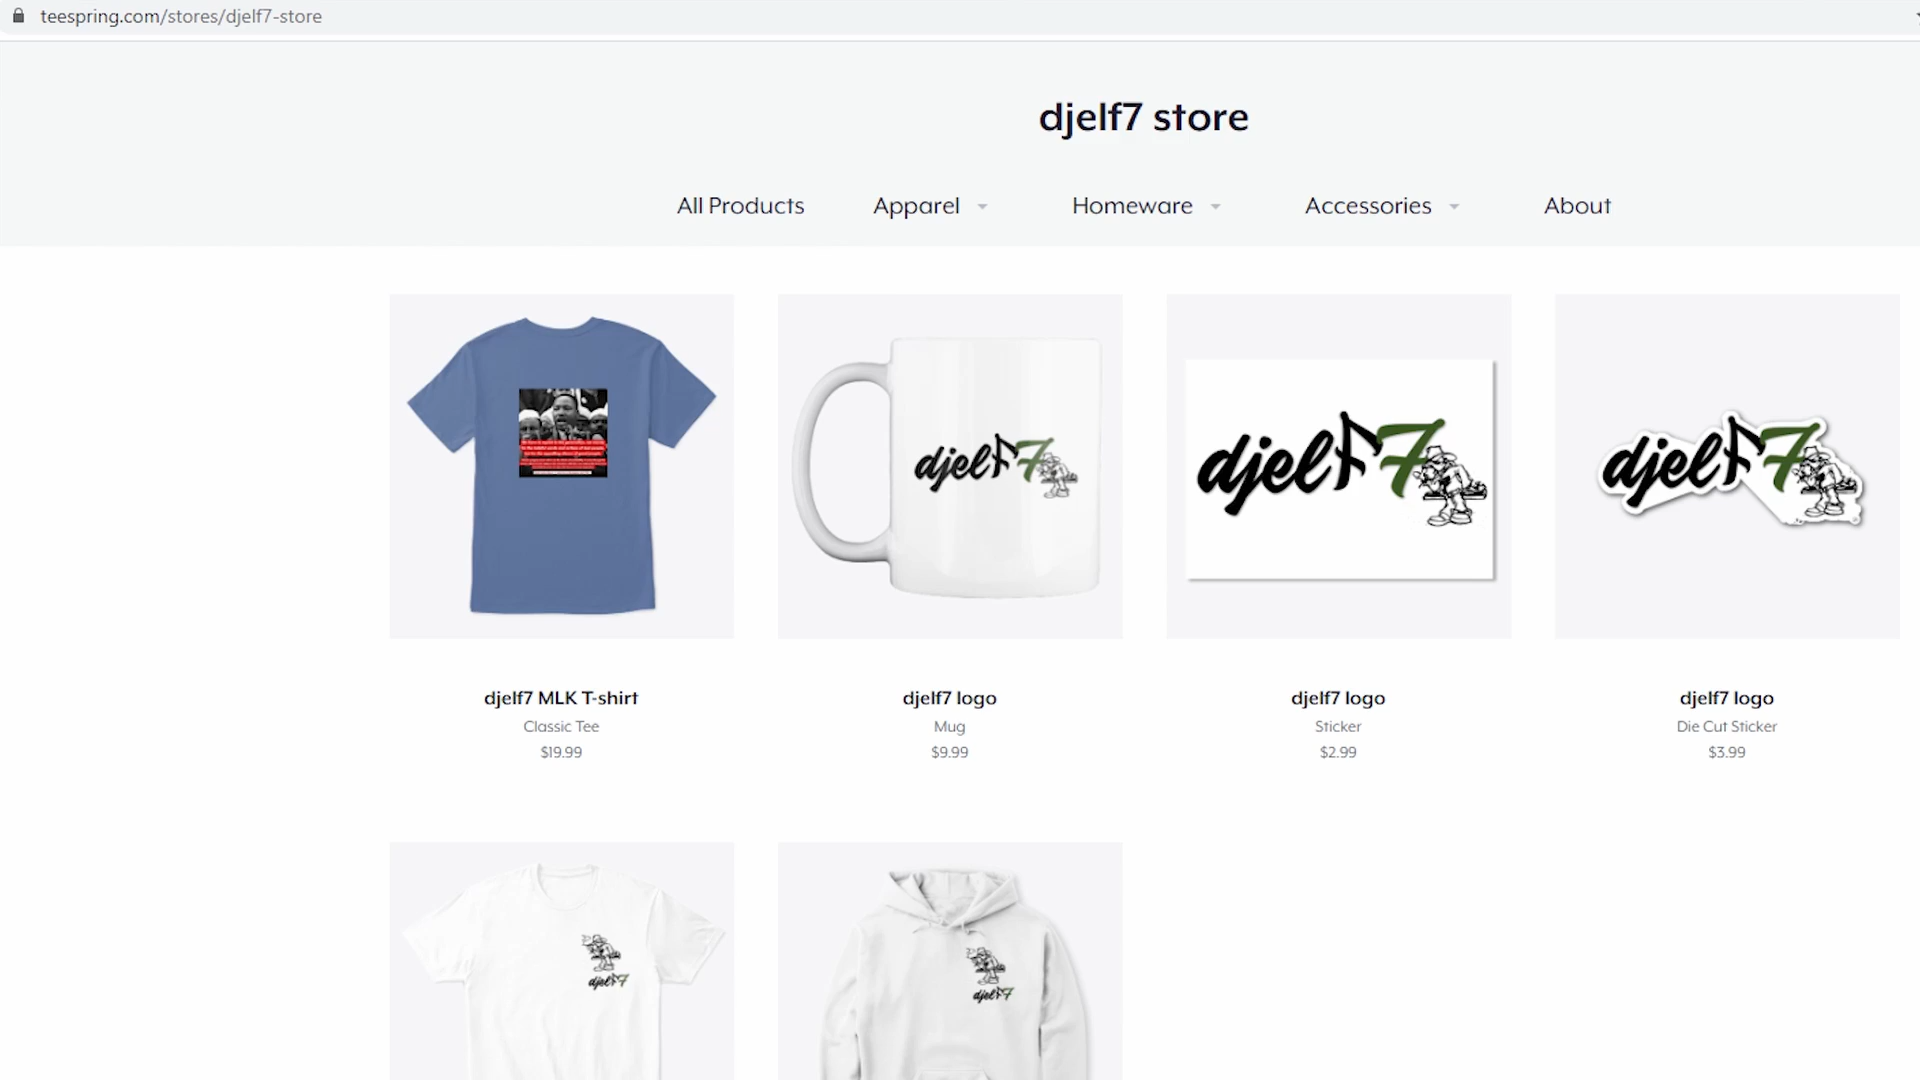 teespring.com/stores/djelf7-store
djelf7 store
All Products
Apparel
Homeware
Accessories
About
djelf7
djelf7
djelf7
djelf7 MLK T-shirt
Classic Tee
$19.99
djelf7 logo
Mug
$9.99
djelf7 logo
Sticker
$2.99
djelf7 logo
Die Cut Sticker
$3.99
djelf7
djelf7